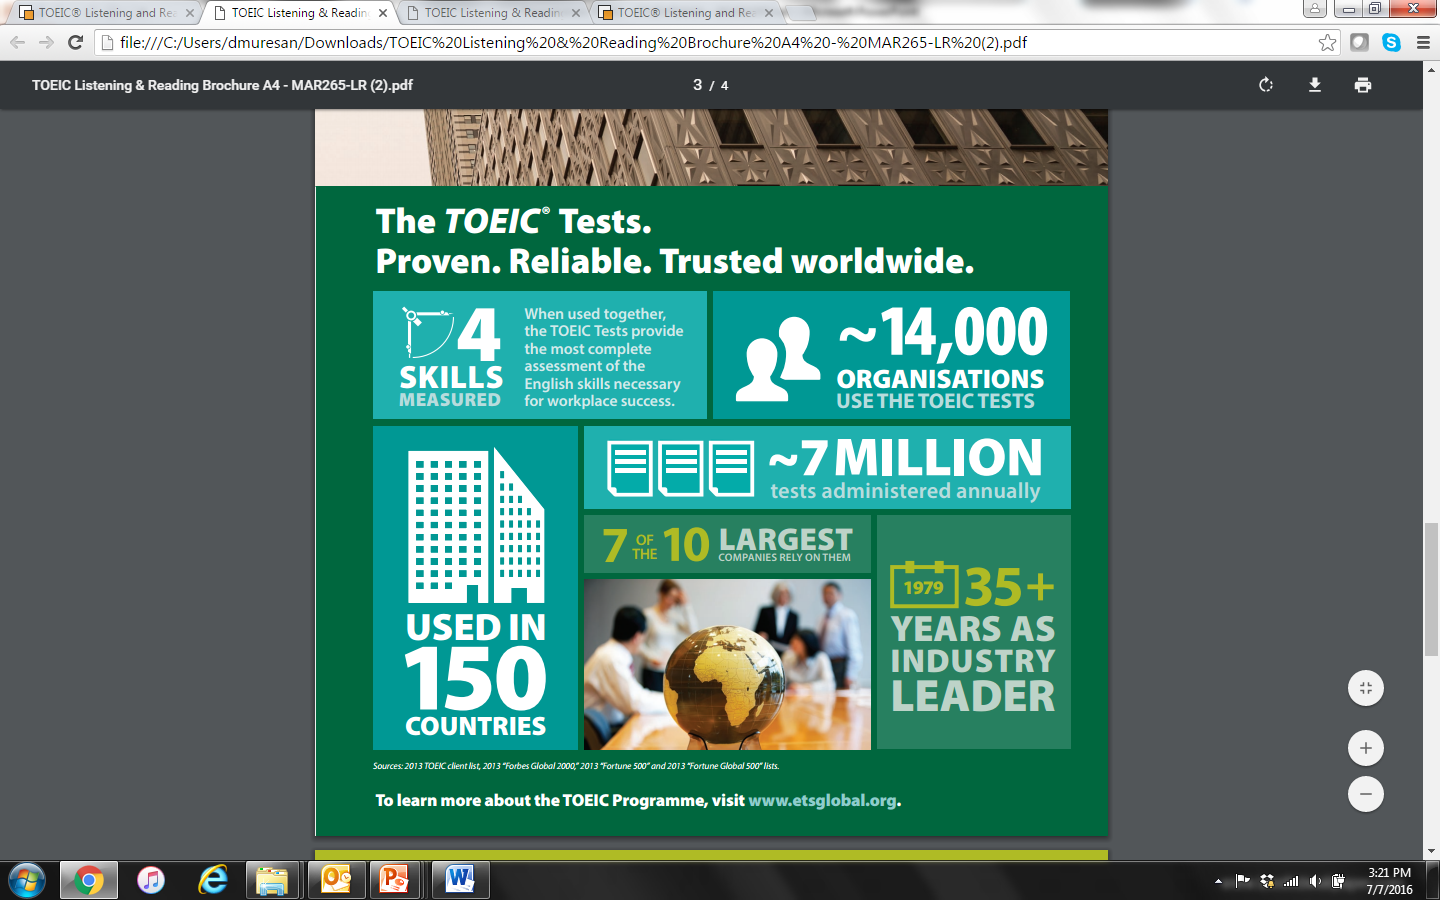 TOEIC® Listening and Rea
TOEIC Listening & Reading
TOEIC Listening & Reading
TOEIC® Listening and Rea
file:///C:/Users/dmuresan/Downloads/TOEIC%20Listening%20&%20Reading%20Brochure%20A4%20-%20MAR265-LR%20(2).pdf
TOEIC Listening & Reading Brochure A4 - MAR265-LR (2).pdf
3 / 4
The TOEIC® Tests.
Proven. Reliable. Trusted worldwide.
4
SKILLS
MEASURED
When used together,
the TOEIC Tests provide
the most complete
assessment of the
English skills necessary
for workplace success.
~14,000
ORGANISATIONS
USE THE TOEIC TESTS
USED IN
150
COUNTRIES
~7 MILLION
tests administered annually
7 OF THE 10 LARGEST
COMPANIES RELY ON THEM
1979 35+
YEARS AS
INDUSTRY
LEADER
Sources: 2013 TOEIC client list, 2013 "Forbes Global 2000," 2013 "Fortune 500" and 2013 "Fortune Global 500" lists.
To learn more about the TOEIC Programme, visit www.etsglobal.org.
3:21 PM
7/7/2016